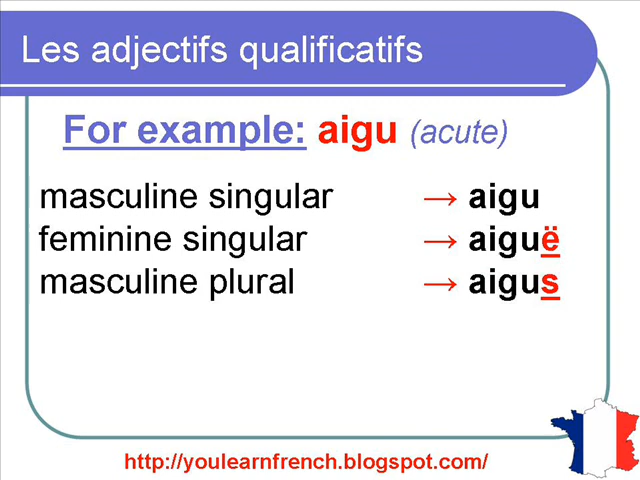 Les adjectifs qualificatifs
For example: aigu (acute)
masculine singular → aigu
feminine singular → aiguë
masculine plural → aigus
http://youlearnfrench.blogspot.com/